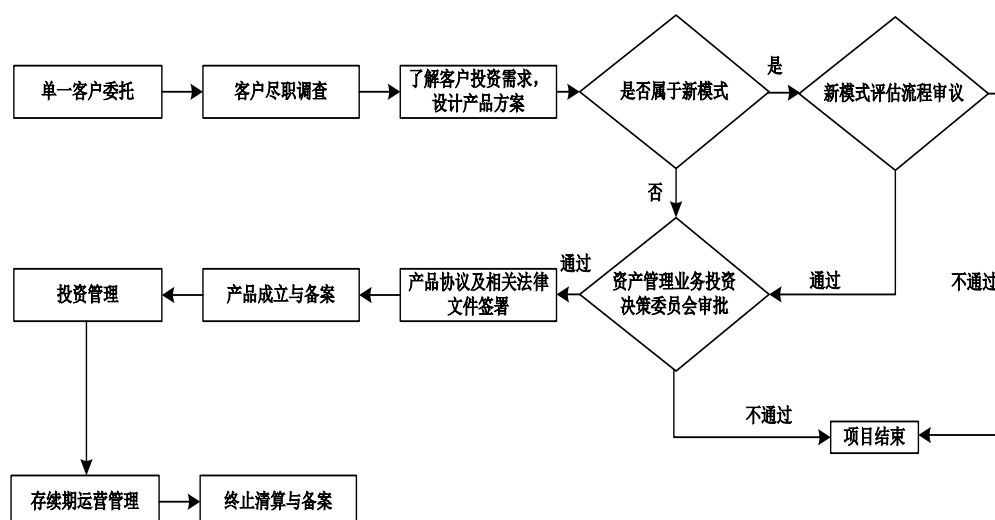 单一客户委托
客户尽职调查
了解客户投资需求，
设计产品方案
是否属于新模式
是
新模式评估流程审议
否
投资管理
产品成立与备案
产品协议及相关法律
文件签署
通过
资产管理业务投资
决策委员会审批
通过
不通过
不通过
项目结束
存续期运营管理
终止清算与备案